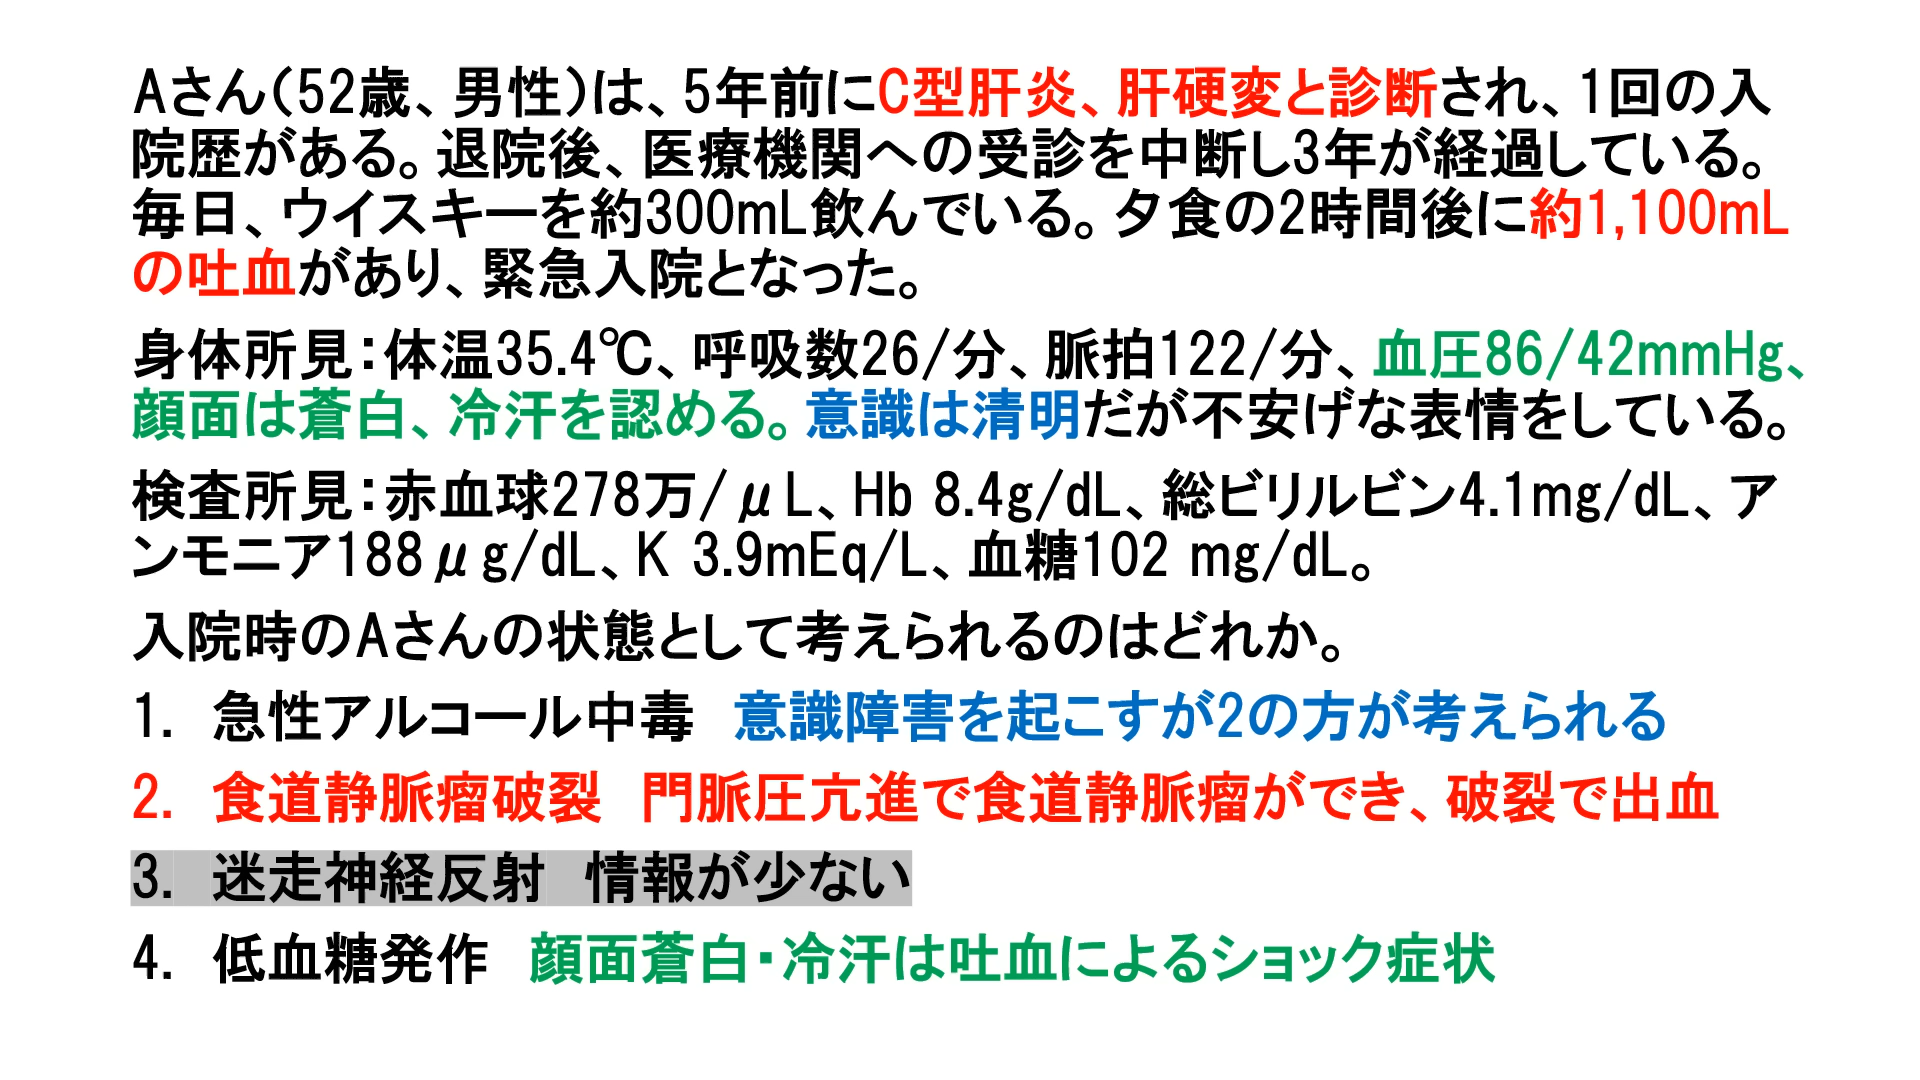 Aさん（52歳、男性）は、5年前にC型肝炎、肝硬変と診断され、1回の入
院歴がある。退院後、医療機関への受診を中断し3年が経過している。
毎日、ウイスキーを約300mL飲んでいる。夕食の2時間後に約1,100mL
の吐血があり、緊急入院となった。
身体所見：体温35.4℃、呼吸数26/分、脈拍122/分、血圧86/42mmHg、
顔面は蒼白、冷汗を認める。意識は清明だが不安げな表情をしている。
検査所見：赤血球278万/μL、Hb 8.4g/dL、総ビリルビン4.1mg/dL、ア
ンモニア188μg/dL、K 3.9mEq/L、血糖102 mg/dL。
入院時のAさんの状態として考えられるのはどれか。
1.　急性アルコール中毒　意識障害を起こすが2の方が考えられる
2.　食道静脈瘤破裂　門脈圧亢進で食道静脈瘤ができ、破裂で出血
3.　迷走神経反射　情報が少ない
4.　低血糖発作　顔面蒼白・冷汗は吐血によるショック症状